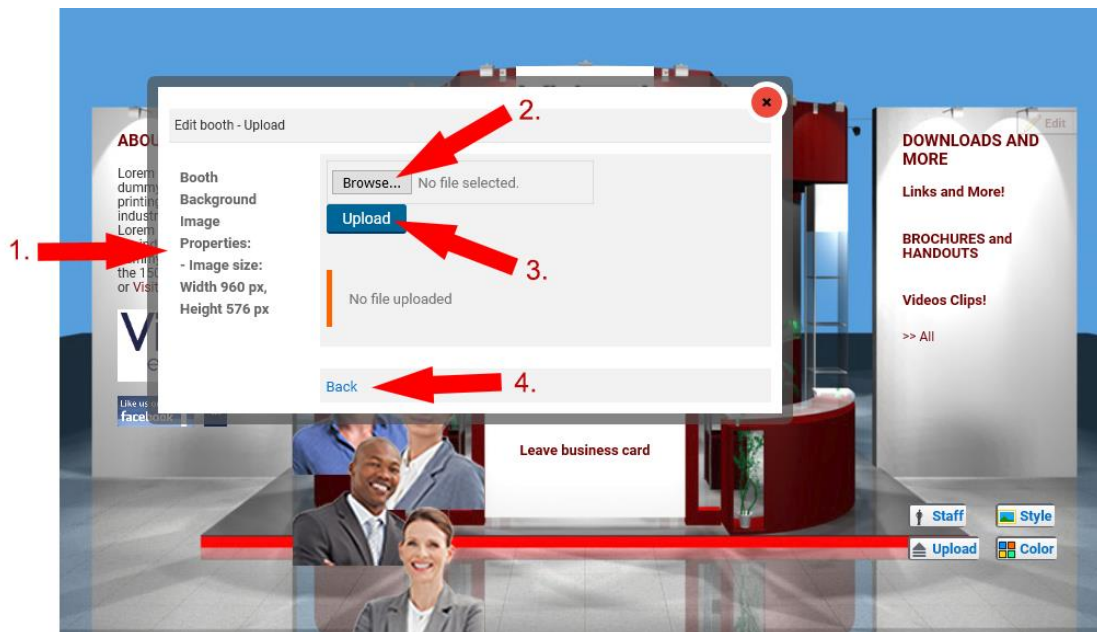 Edit booth - Upload
2.
Booth
Background
Image
Properties:
- Image size:
Width 960 px,
Height 576 px
1.
Browse... No file selected.
Upload
3.
No file uploaded
Back
4.
Lorem
dummy
printing
Lorem
the
or Visit
Like us
facebook
Leave business card
Edit
DOWNLOADS AND
MORE
Links and More!
BROCHURES and
HANDOUTS
Videos Clips!
>> All
Staff
Style
Upload
Color